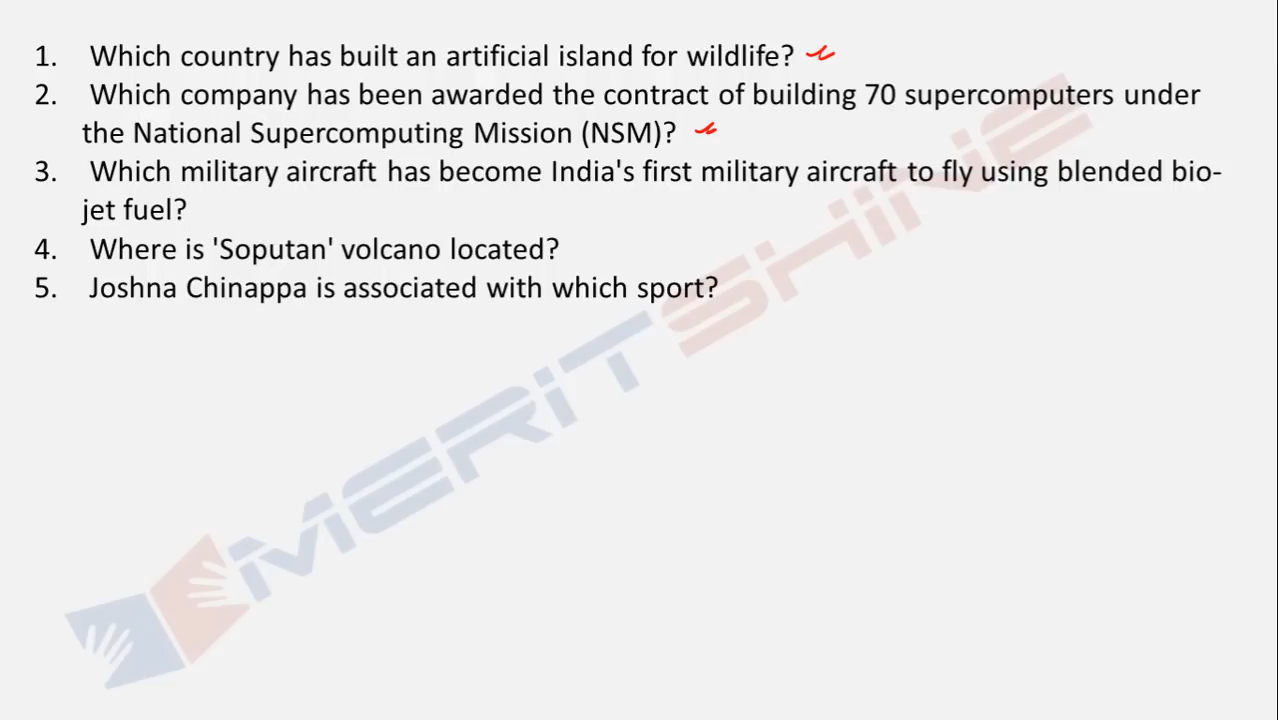 1. Which country has built an artificial island for wildlife?
2. Which company has been awarded the contract of building 70 supercomputers under
the National Supercomputing Mission (NSM)?
3. Which military aircraft has become India's first military aircraft to fly using blended bio-
jet fuel?
4. Where is 'Soputan' volcano located?
5. Joshna Chinappa is associated with which sport?
MERITSHINE